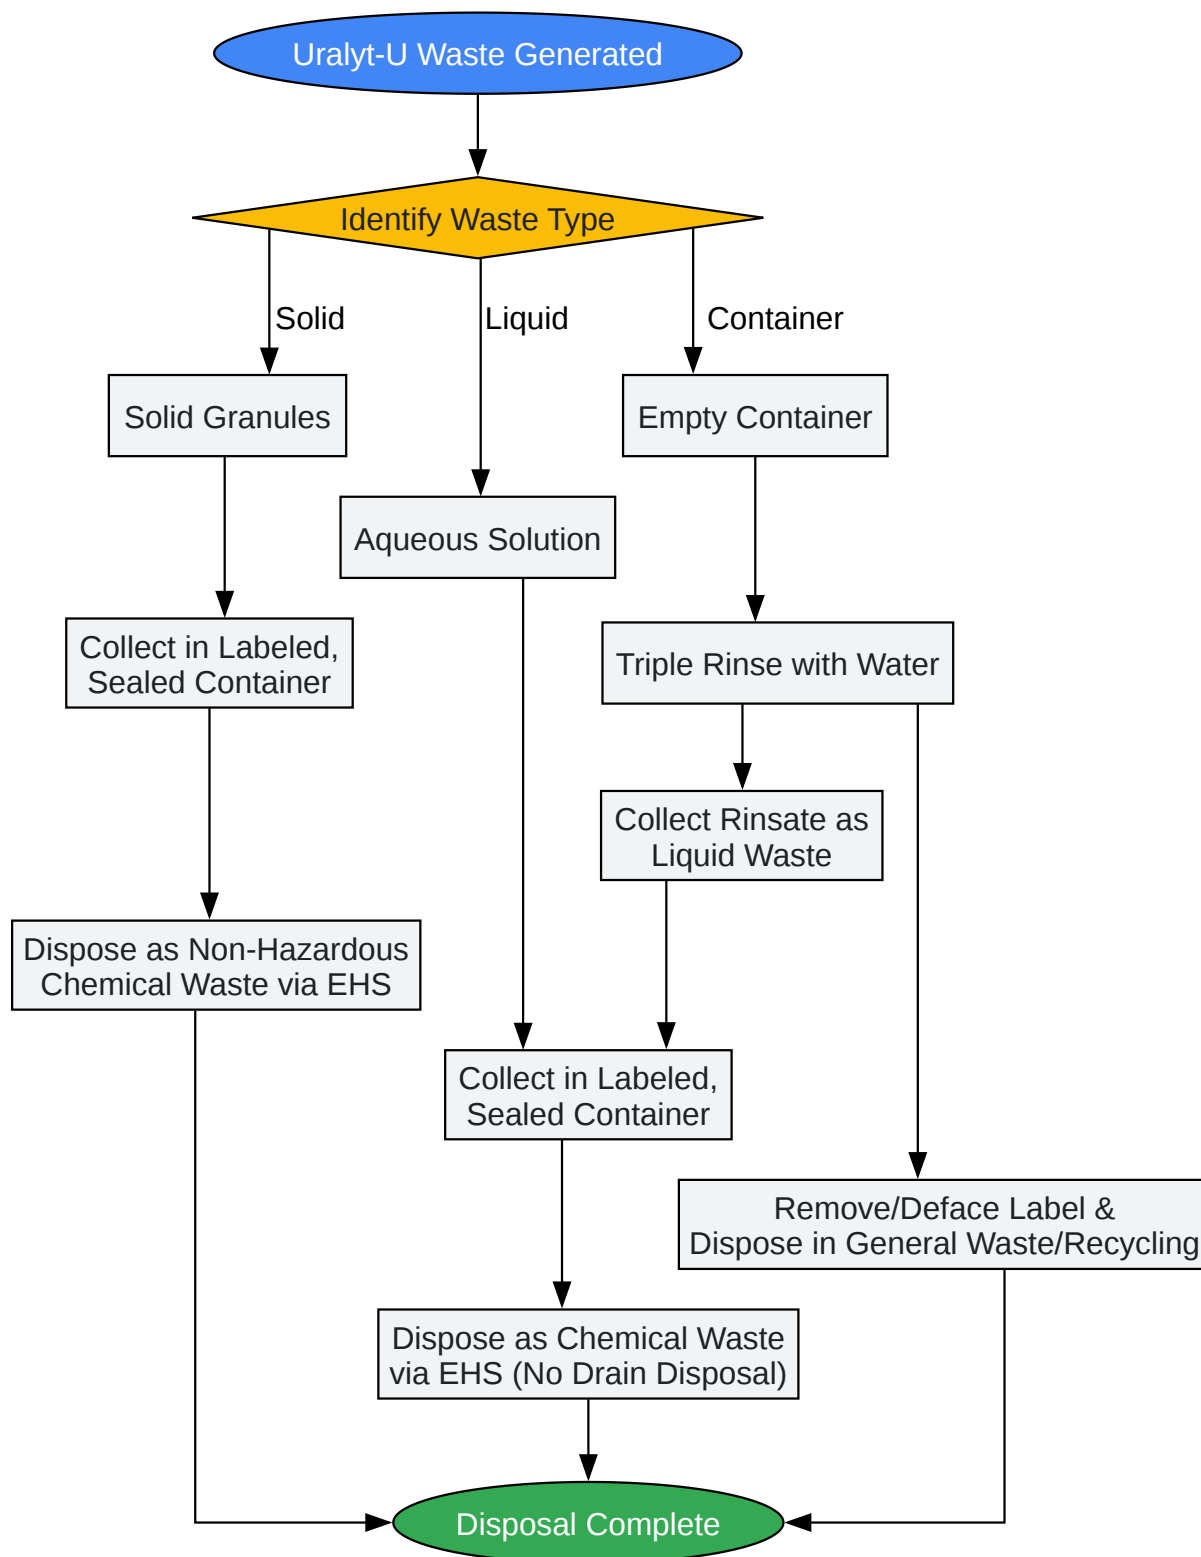 Uralyt-U Waste Generated
Identify Waste Type
Solid
Liquid
Container
Solid Granules
Empty Container
Aqueous Solution
Collect in Labeled,
Sealed Container
Triple Rinse with Water
Collect Rinsate as
Liquid Waste
Dispose as Non-Hazardous
Chemical Waste via EHS
Collect in Labeled,
Sealed Container
Remove/Deface Label &
Dispose in General Waste/Recycling
Dispose as Chemical Waste
via EHS (No Drain Disposal)
Disposal Complete